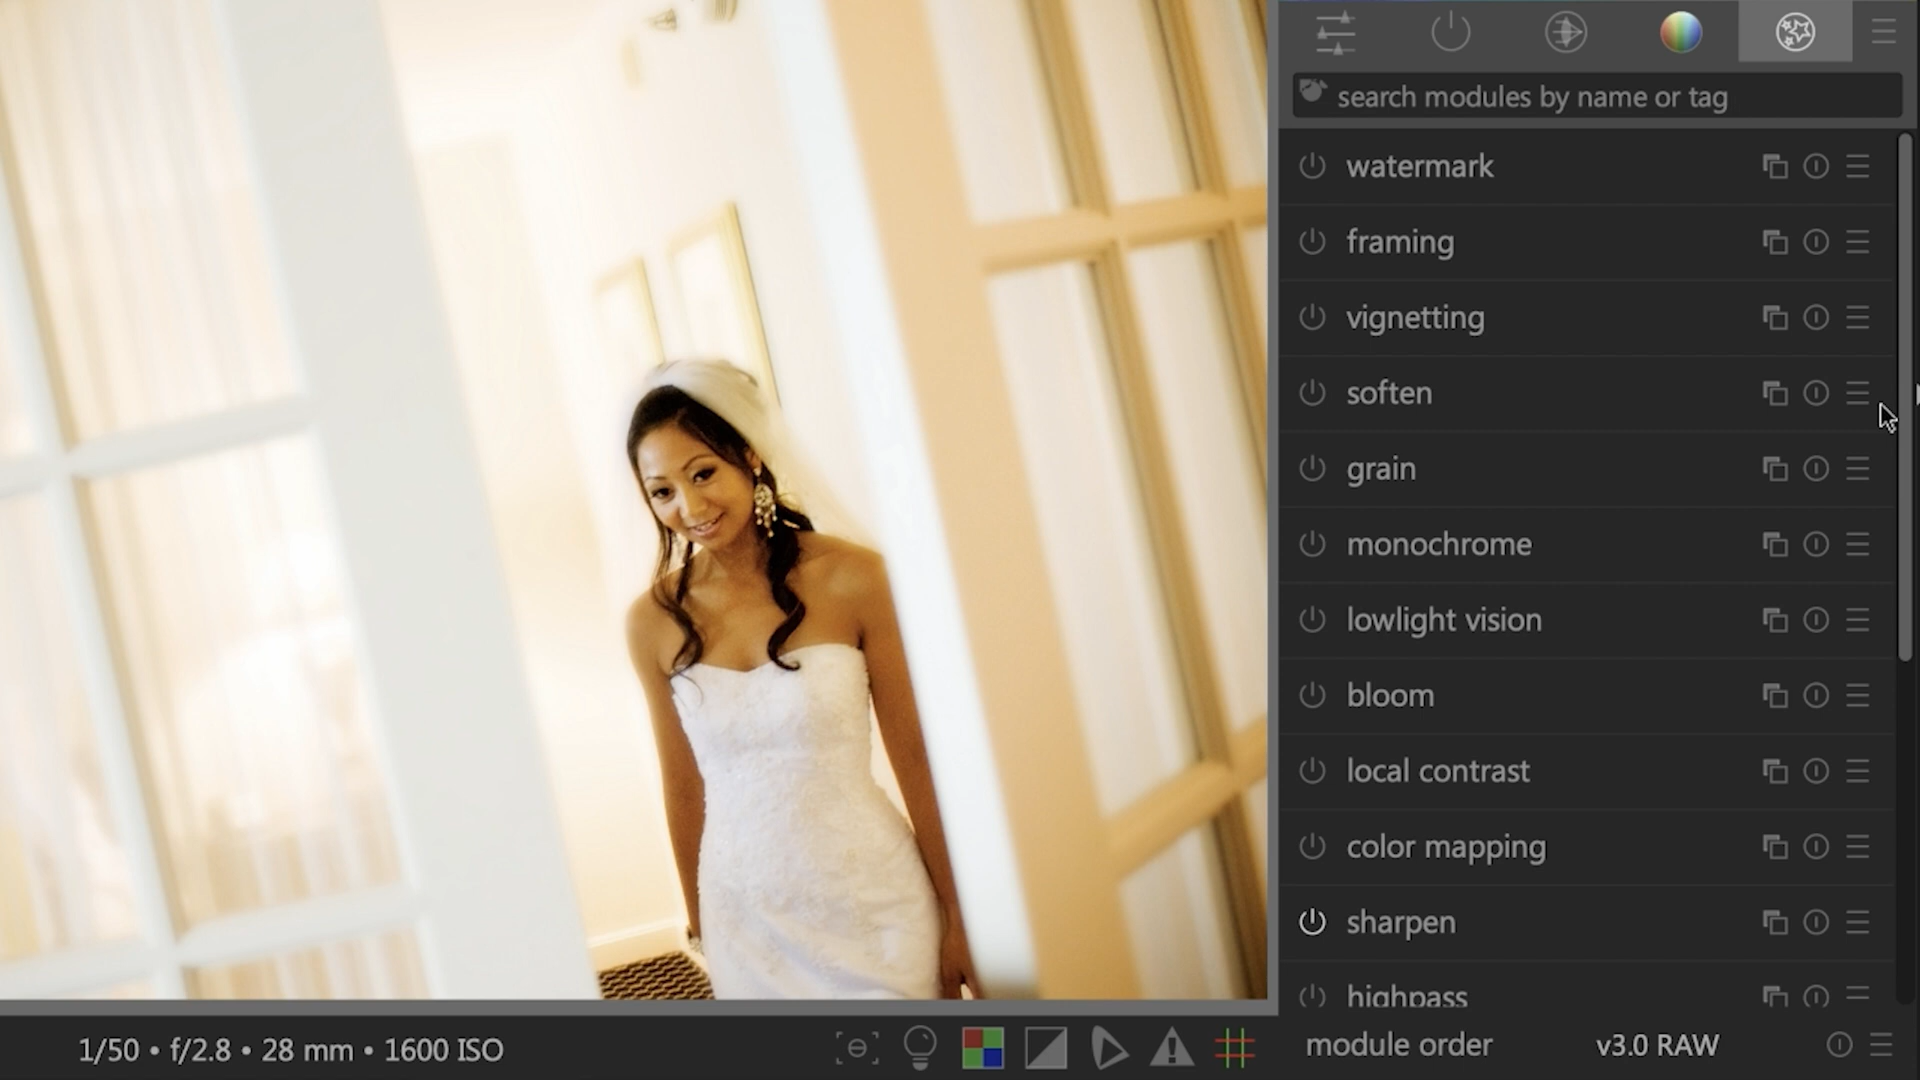 search modules by name or tag
watermark
framing
vignetting
soften
grain
monochrome
lowlight vision
bloom
local contrast
color mapping
sharpen
highpass
1/50 • f/2.8 • 28 mm • 1600 ISO
module order v3.0 RAW